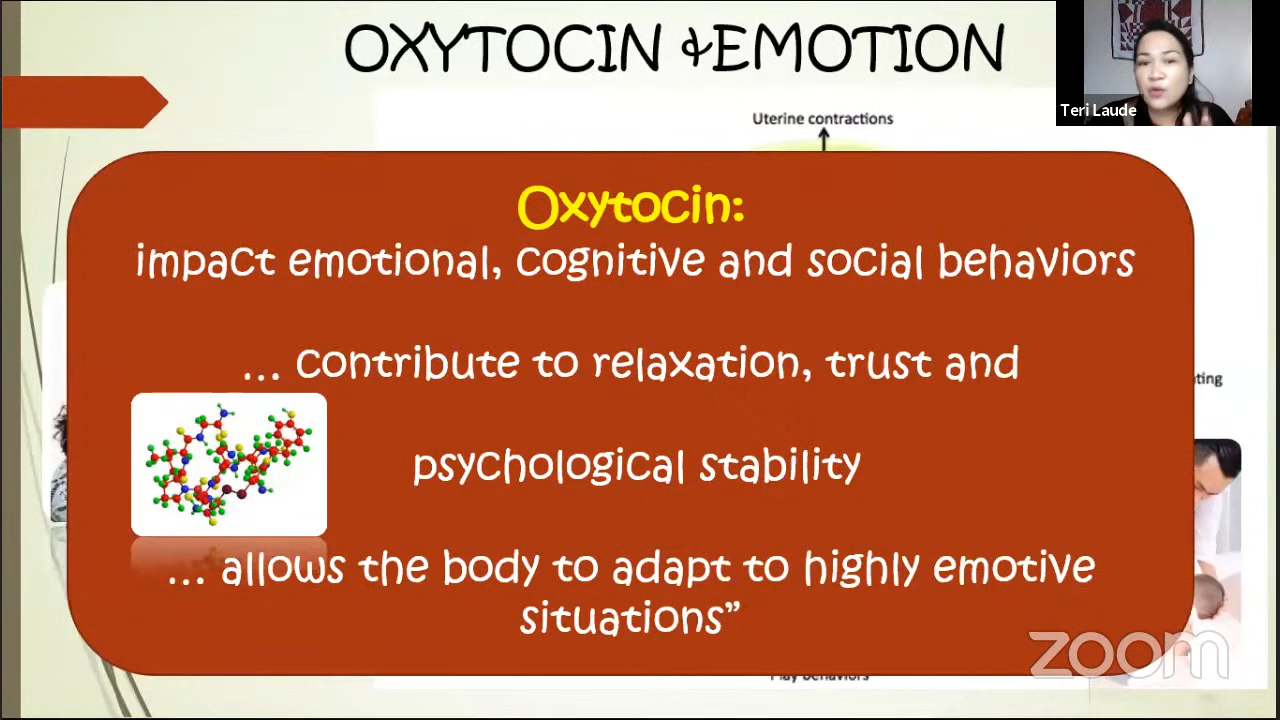 OXYTOCIN & EMOTION
Teri Laude
Uterine contractions
Oxytocin:
impact emotional, cognitive and social behaviors
... contribute to relaxation, trust and
psychological stability
... allows the body to adapt to highly emotive
situations”
zoom